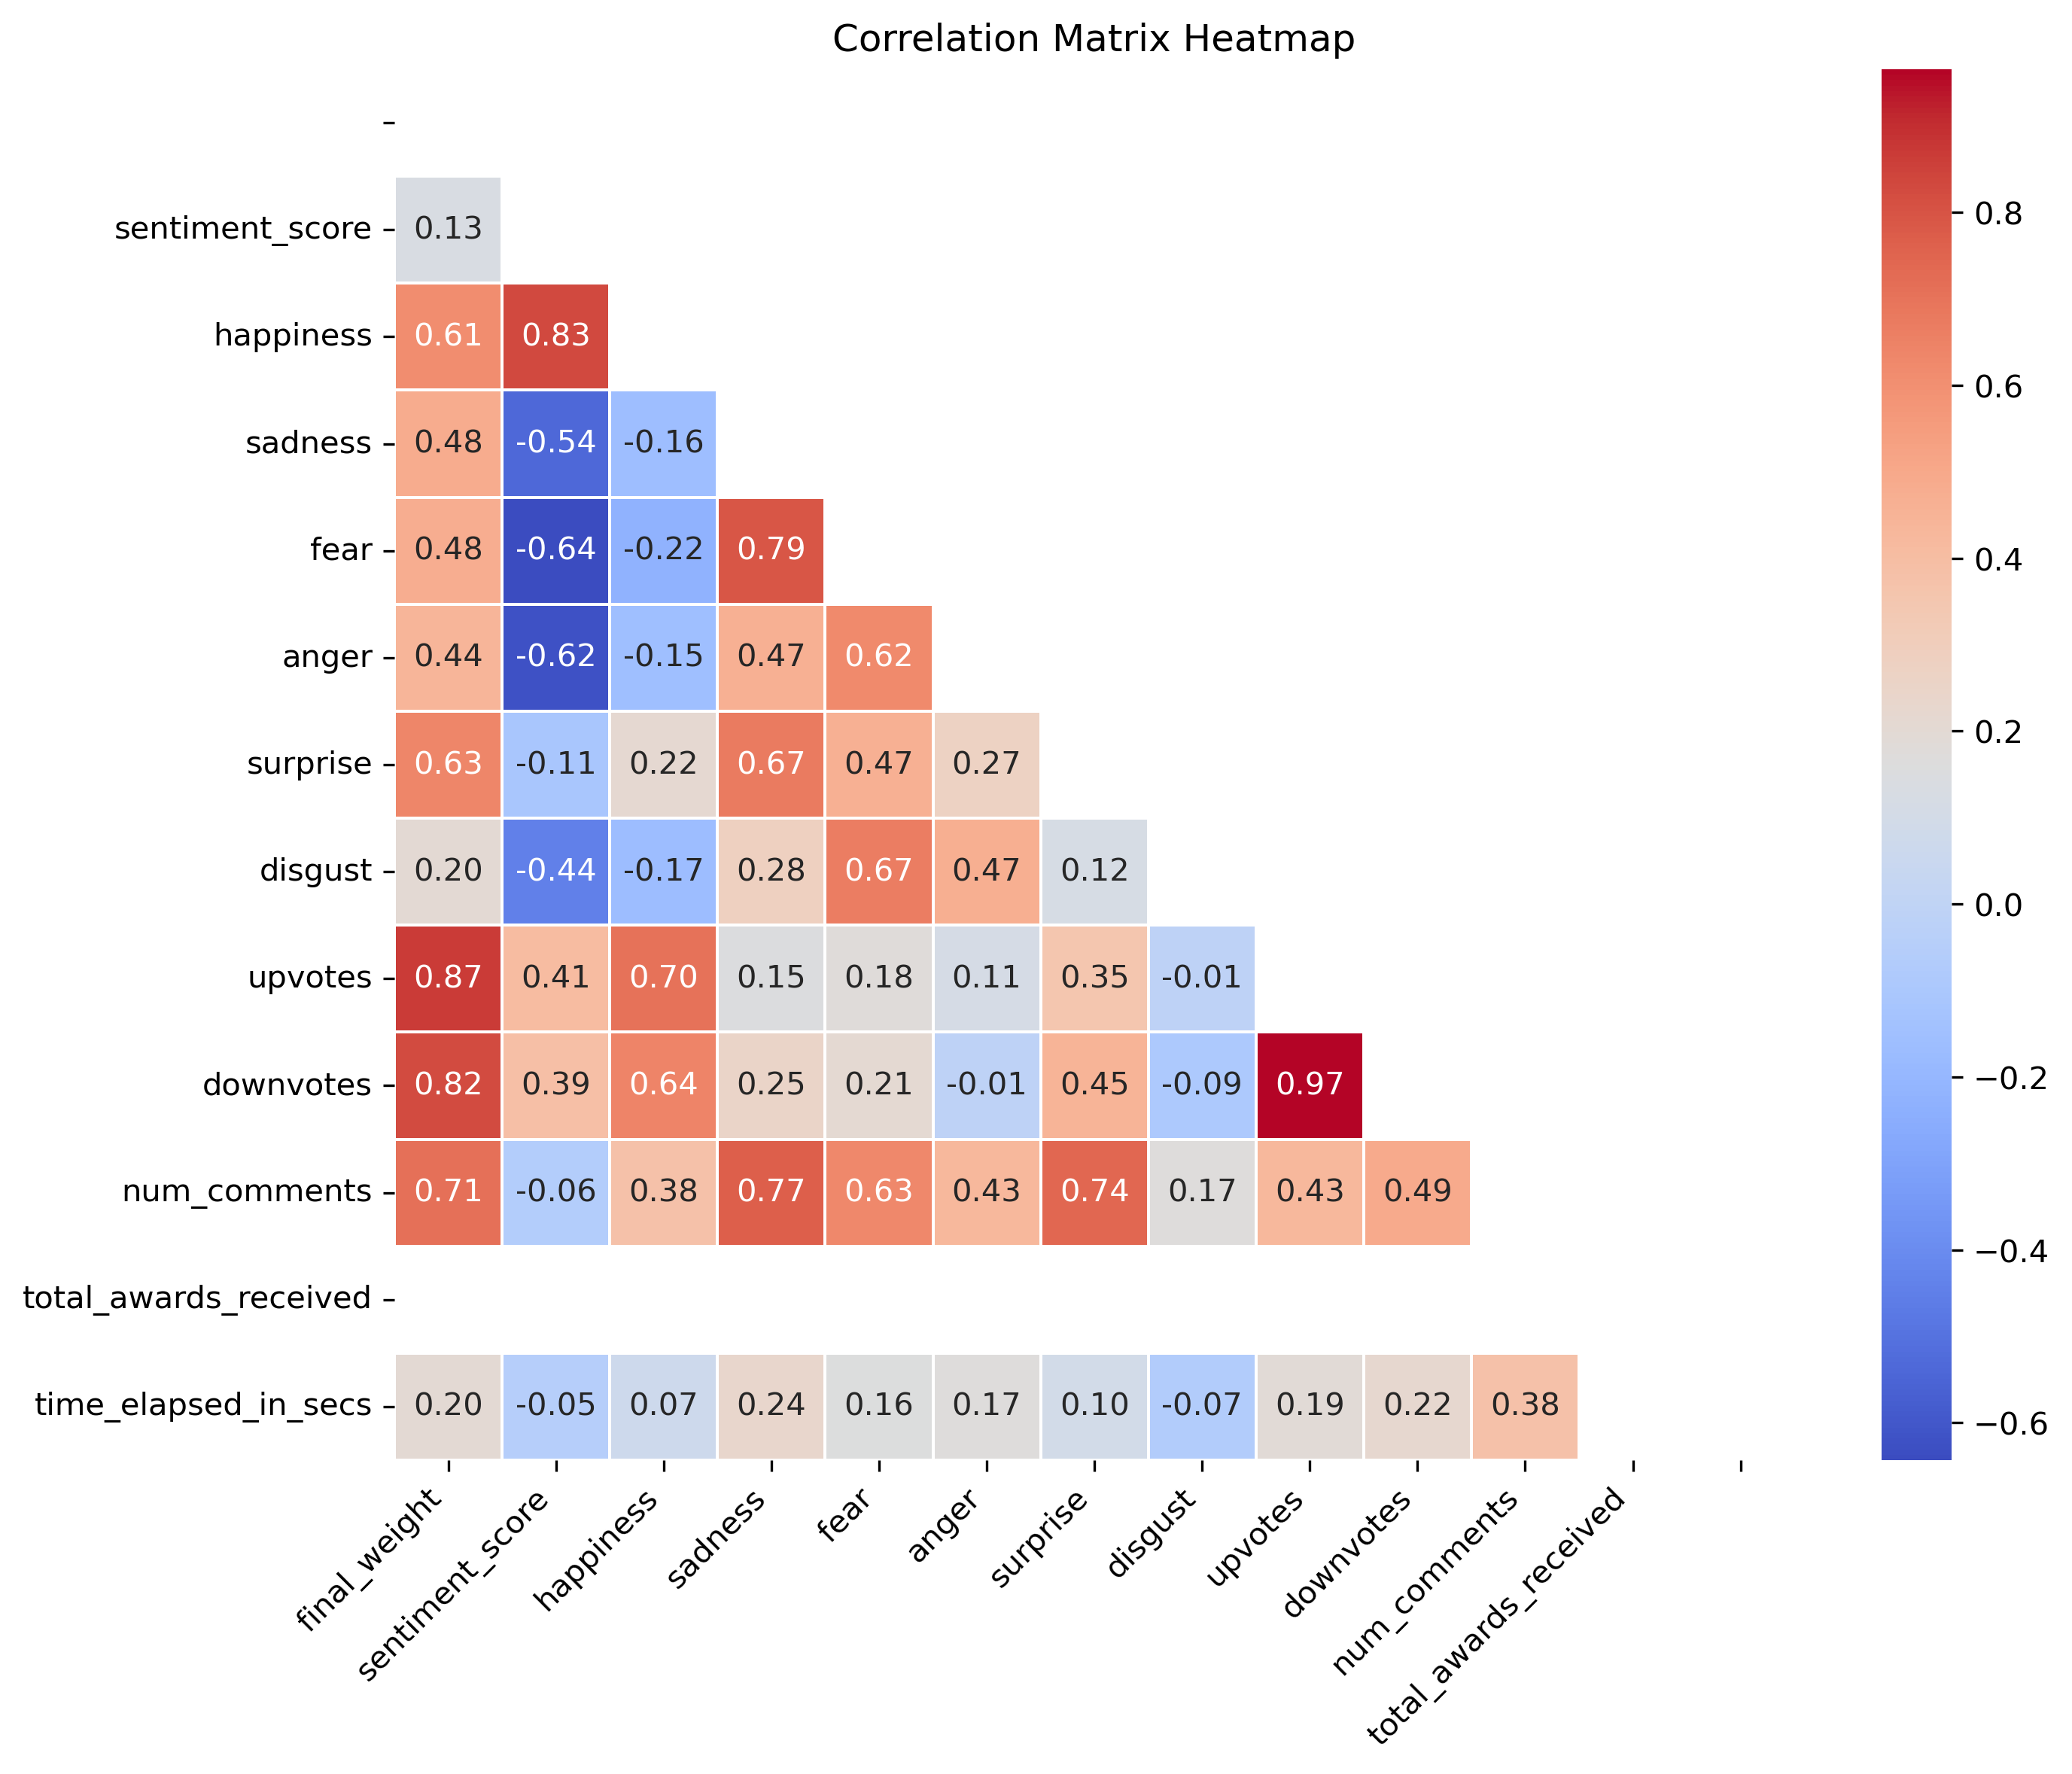 Correlation Matrix Heatmap
sentiment_score 0.13
happiness 0.61 0.83
sadness 0.48 -0.54 -0.16
fear 0.48 -0.64 -0.22 0.79
anger 0.44 -0.62 -0.15 0.47 0.62
surprise 0.63 -0.11 0.22 0.67 0.47 0.27
disgust 0.20 -0.44 -0.17 0.28 0.67 0.47 0.12
upvotes 0.87 0.41 0.70 0.15 0.18 0.11 0.35 -0.01
downvotes 0.82 0.39 0.64 0.25 0.21 -0.01 0.45 -0.09 0.97
num_comments 0.71 -0.06 0.38 0.77 0.63 0.43 0.74 0.17 0.43 0.49
total_awards_received
time_elapsed_in_secs 0.20 -0.05 0.07 0.24 0.16 0.17 0.10 -0.07 0.19 0.22 0.38
final_weight
sentiment_score
happiness
sadness
fear
anger
surprise
disgust
upvotes
downvotes
num_comments
total_awards_received
0.8
0.6
0.4
0.2
0.0
−0.2
−0.4
−0.6